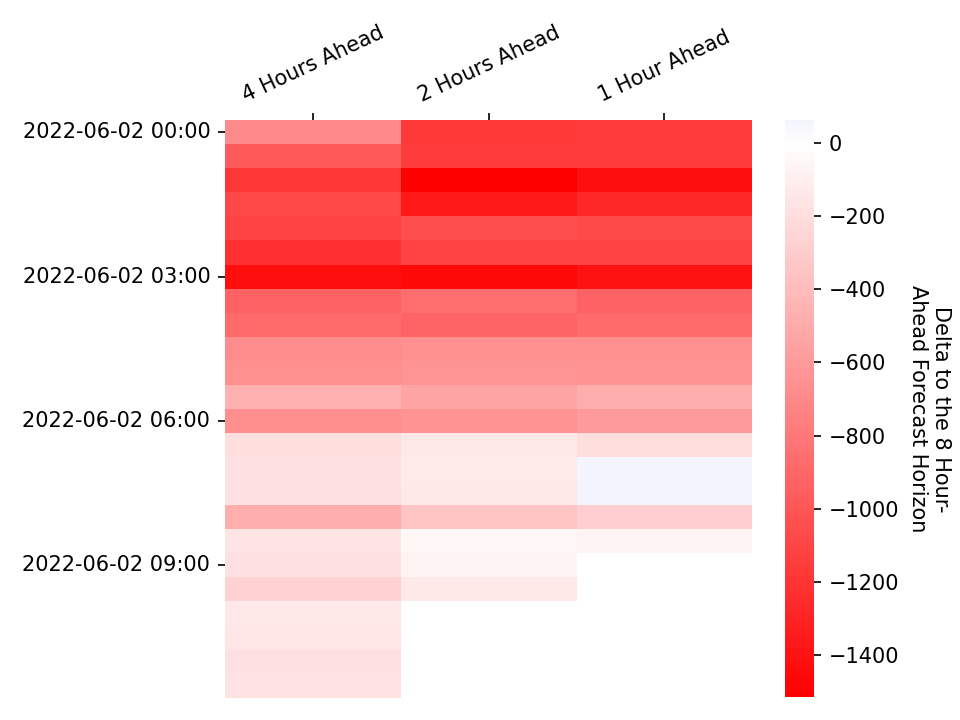 4 Hours Ahead
2 Hours Ahead
1 Hour Ahead
2022-06-02 00:00
2022-06-02 03:00
2022-06-02 06:00
2022-06-02 09:00
0
−200
−400
−600
−800
−1000
−1200
−1400
Delta to the 8 Hour-
Ahead Forecast Horizon